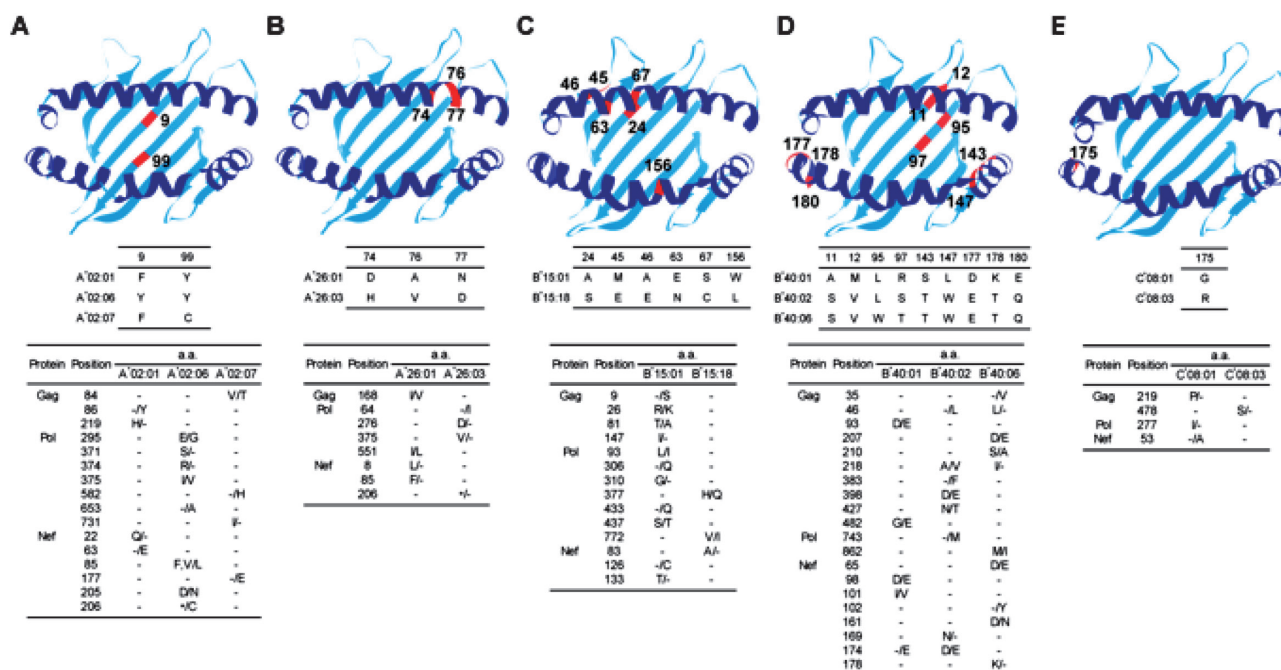 A
9
99
9 99
A*02:01 F Y
A*02:06 Y Y
A*02:07 F C
Protein Position a.a.
A*02:01 A*02:06 A*02:07
Gag 84 - - V/T
86 -/Y - -
219 H/- - -
Pol 295 - E/G -
371 - S/- -
374 - R/- -
375 - I/V -
582 - - -/H
653 - -/A -
731 - - I/-
Nef 22 Q/- - -
63 -/E - -
85 - F,V/L -
177 - - -/E
205 - D/N -
206 - */C -
B
76
74 77
74 76 77
A*26:01 D A N
A*26:03 H V D
Protein Position a.a.
A*26:01 A*26:03
Gag 168 I/V -
Pol 64 - -/I
276 - D/-
375 - V/-
551 I/L -
Nef 8 L/- -
85 F/- -
206 - */-
C
46 45 67
63 24
156
24 45 46 63 67 156
B*15:01 A M A E S W
B*15:18 S E E N C L
Protein Position a.a.
B*15:01 B*15:18
Gag 9 -/S -
26 R/K -
81 T/A -
147 I/- -
Pol 93 L/I -
306 -/Q -
310 G/- -
377 - H/Q
433 -/Q -
437 S/T -
772 - V/I
Nef 83 - A/-
126 -/C -
133 T/- -
D
12
11 95
177 178 97 143
180 147
11 12 95 97 143 147 177 178 180
B*40:01 A M L R S L D K E
B*40:02 S V L S T W E T Q
B*40:06 S V W T T W E T Q
Protein Position a.a.
B*40:01 B*40:02 B*40:06
Gag 35 - - -/V
46 - -/L L/-
93 D/E - -
207 - - D/E
210 - - S/A
218 - A/V I/-
383 - -/F -
398 - D/E -
427 - N/T -
482 G/E - -
Pol 743 - -/M -
862 - - M/I
Nef 65 - - D/E
98 D/E - -
101 I/V - -
102 - - -/Y
161 - - D/N
169 - N/- -
174 -/E D/E -
178 - - K/-
E
175
175
C*08:01 G
C*08:03 R
Protein Position a.a.
C*08:01 C*08:03
Gag 219 P/- -
478 - S/-
Pol 277 I/- -
Nef 53 -/A -